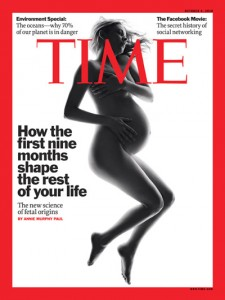 Environment Special:
The oceans—why 70%
of our planet is in danger
The Facebook Movie:
The secret history of
social networking
TIME
How the
first nine
months
shape
the rest
of your life
The new science
of fetal origins
BY ANNIE MURPHY PAUL